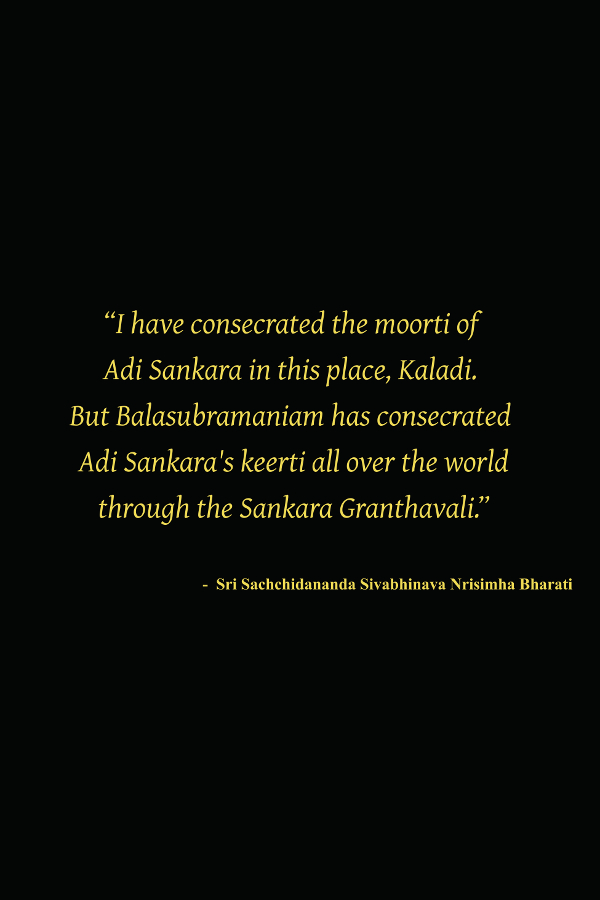 “I have consecrated the moorti of
Adi Sankara in this place, Kaladi.
But Balasubramaniam has consecrated
Adi Sankara's keerti all over the world
through the Sankara Granthavali.”
- Sri Sachchidananda Sivabhinava Nrisimha Bharati